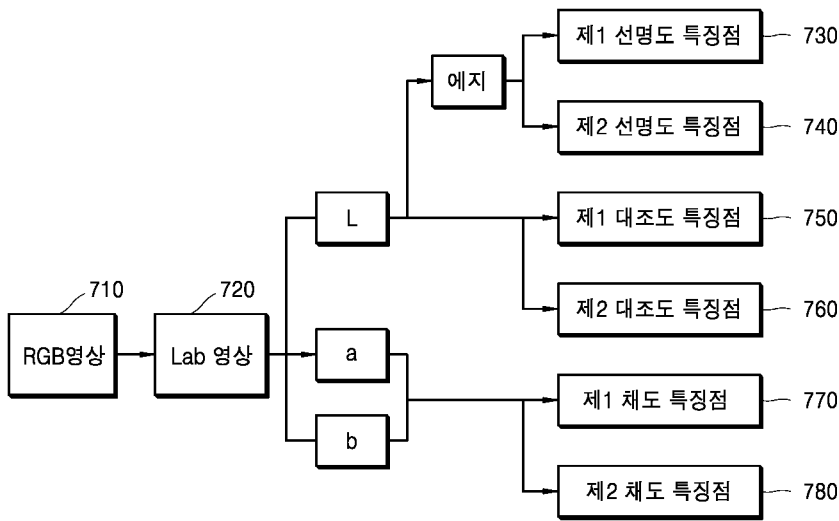 제1 선명도 특징점
730
에지
제2 선명도 특징점
740
L
제1 대조도 특징점
750
710
720
제2 대조도 특징점
760
RGB영상
Lab 영상
a
제1 채도 특징점
770
b
제2 채도 특징점
780